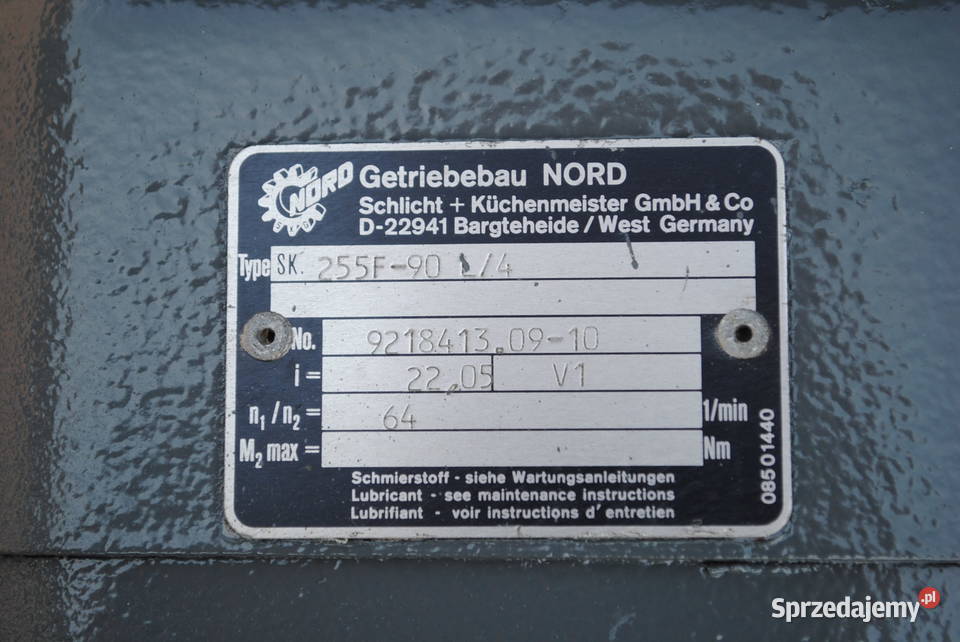 NORD
Getriebebau NORD
Schlicht + Küchenmeister GmbH & Co
D-22941 Bargteheide / West Germany
Type SK. 255F-90 L/4
No. 9218413.09-10
i = 22,05 V1
n₁ / n₂ = 64 1/min
M₂ max = Nm
Schmierstoff - siehe Wartungsanleitungen
Lubricant - see maintenance instructions
Lubrifiant - voir instructions d'entretien
08501440
Sprzedajemy.pl